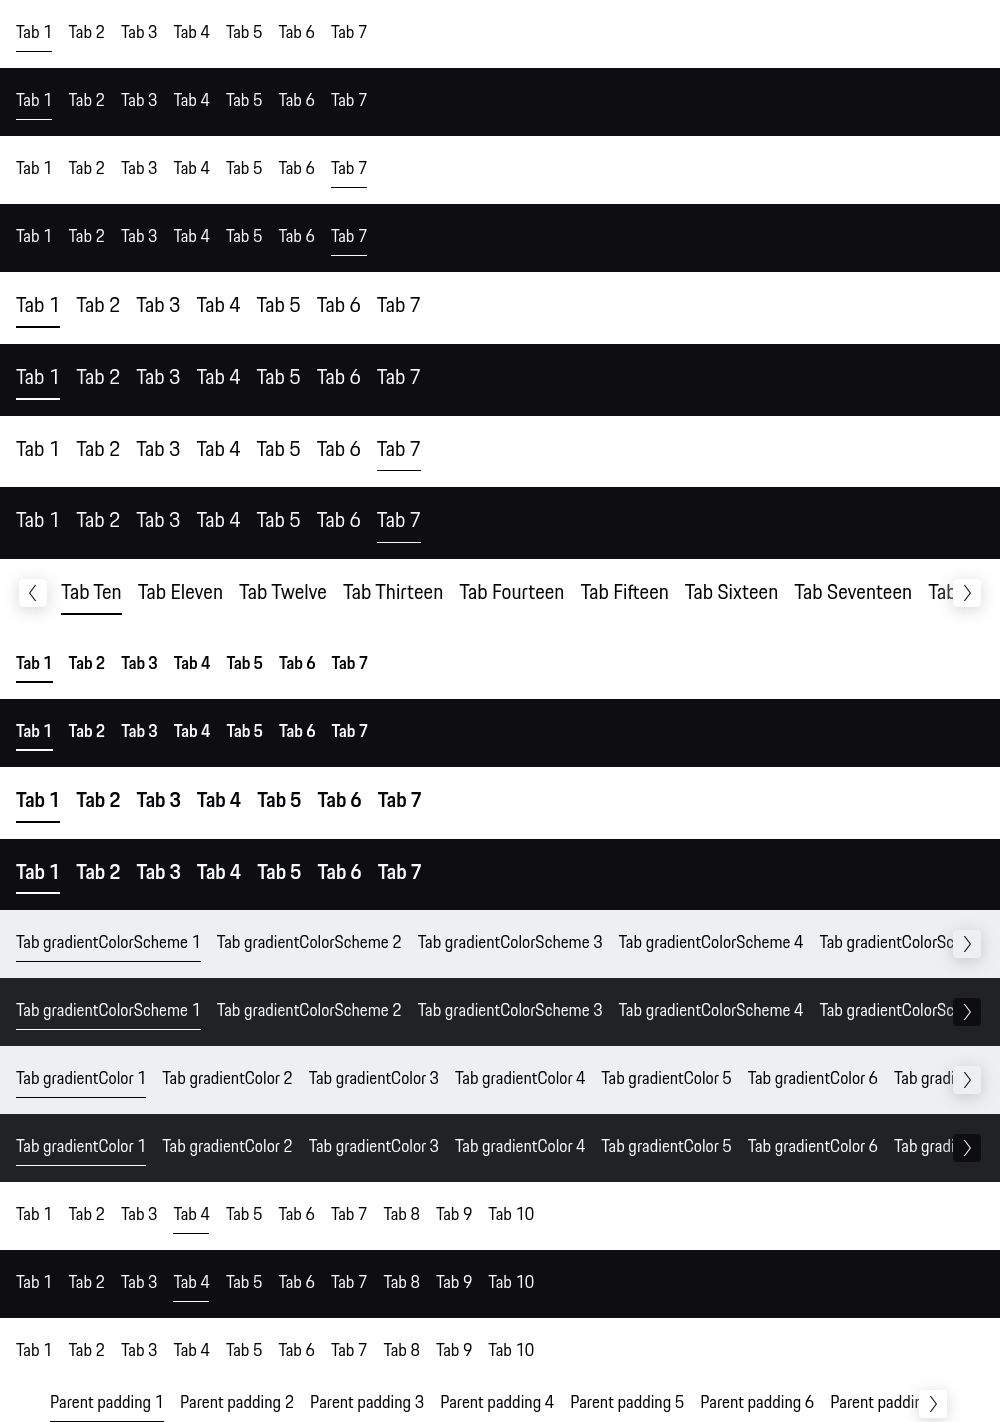 Tab 1 Tab 2 Tab 3 Tab 4 Tab 5 Tab 6 Tab 7
Tab 1 Tab 2 Tab 3 Tab 4 Tab 5 Tab 6 Tab 7
Tab 1 Tab 2 Tab 3 Tab 4 Tab 5 Tab 6 Tab 7
Tab 1 Tab 2 Tab 3 Tab 4 Tab 5 Tab 6 Tab 7
Tab 1 Tab 2 Tab 3 Tab 4 Tab 5 Tab 6 Tab 7
Tab 1 Tab 2 Tab 3 Tab 4 Tab 5 Tab 6 Tab 7
Tab 1 Tab 2 Tab 3 Tab 4 Tab 5 Tab 6 Tab 7
Tab 1 Tab 2 Tab 3 Tab 4 Tab 5 Tab 6 Tab 7
Tab Ten Tab Eleven Tab Twelve Tab Thirteen Tab Fourteen Tab Fifteen Tab Sixteen Tab Seventeen Tab
Tab 1 Tab 2 Tab 3 Tab 4 Tab 5 Tab 6 Tab 7
Tab 1 Tab 2 Tab 3 Tab 4 Tab 5 Tab 6 Tab 7
Tab 1 Tab 2 Tab 3 Tab 4 Tab 5 Tab 6 Tab 7
Tab 1 Tab 2 Tab 3 Tab 4 Tab 5 Tab 6 Tab 7
Tab gradientColorScheme 1 Tab gradientColorScheme 2 Tab gradientColorScheme 3 Tab gradientColorScheme 4 Tab gradientColorSc
Tab gradientColorScheme 1 Tab gradientColorScheme 2 Tab gradientColorScheme 3 Tab gradientColorScheme 4 Tab gradientColorSc
Tab gradientColor 1 Tab gradientColor 2 Tab gradientColor 3 Tab gradientColor 4 Tab gradientColor 5 Tab gradientColor 6 Tab gradi
Tab gradientColor 1 Tab gradientColor 2 Tab gradientColor 3 Tab gradientColor 4 Tab gradientColor 5 Tab gradientColor 6 Tab gradi
Tab 1 Tab 2 Tab 3 Tab 4 Tab 5 Tab 6 Tab 7 Tab 8 Tab 9 Tab 10
Tab 1 Tab 2 Tab 3 Tab 4 Tab 5 Tab 6 Tab 7 Tab 8 Tab 9 Tab 10
Tab 1 Tab 2 Tab 3 Tab 4 Tab 5 Tab 6 Tab 7 Tab 8 Tab 9 Tab 10
Parent padding 1 Parent padding 2 Parent padding 3 Parent padding 4 Parent padding 5 Parent padding 6 Parent paddin